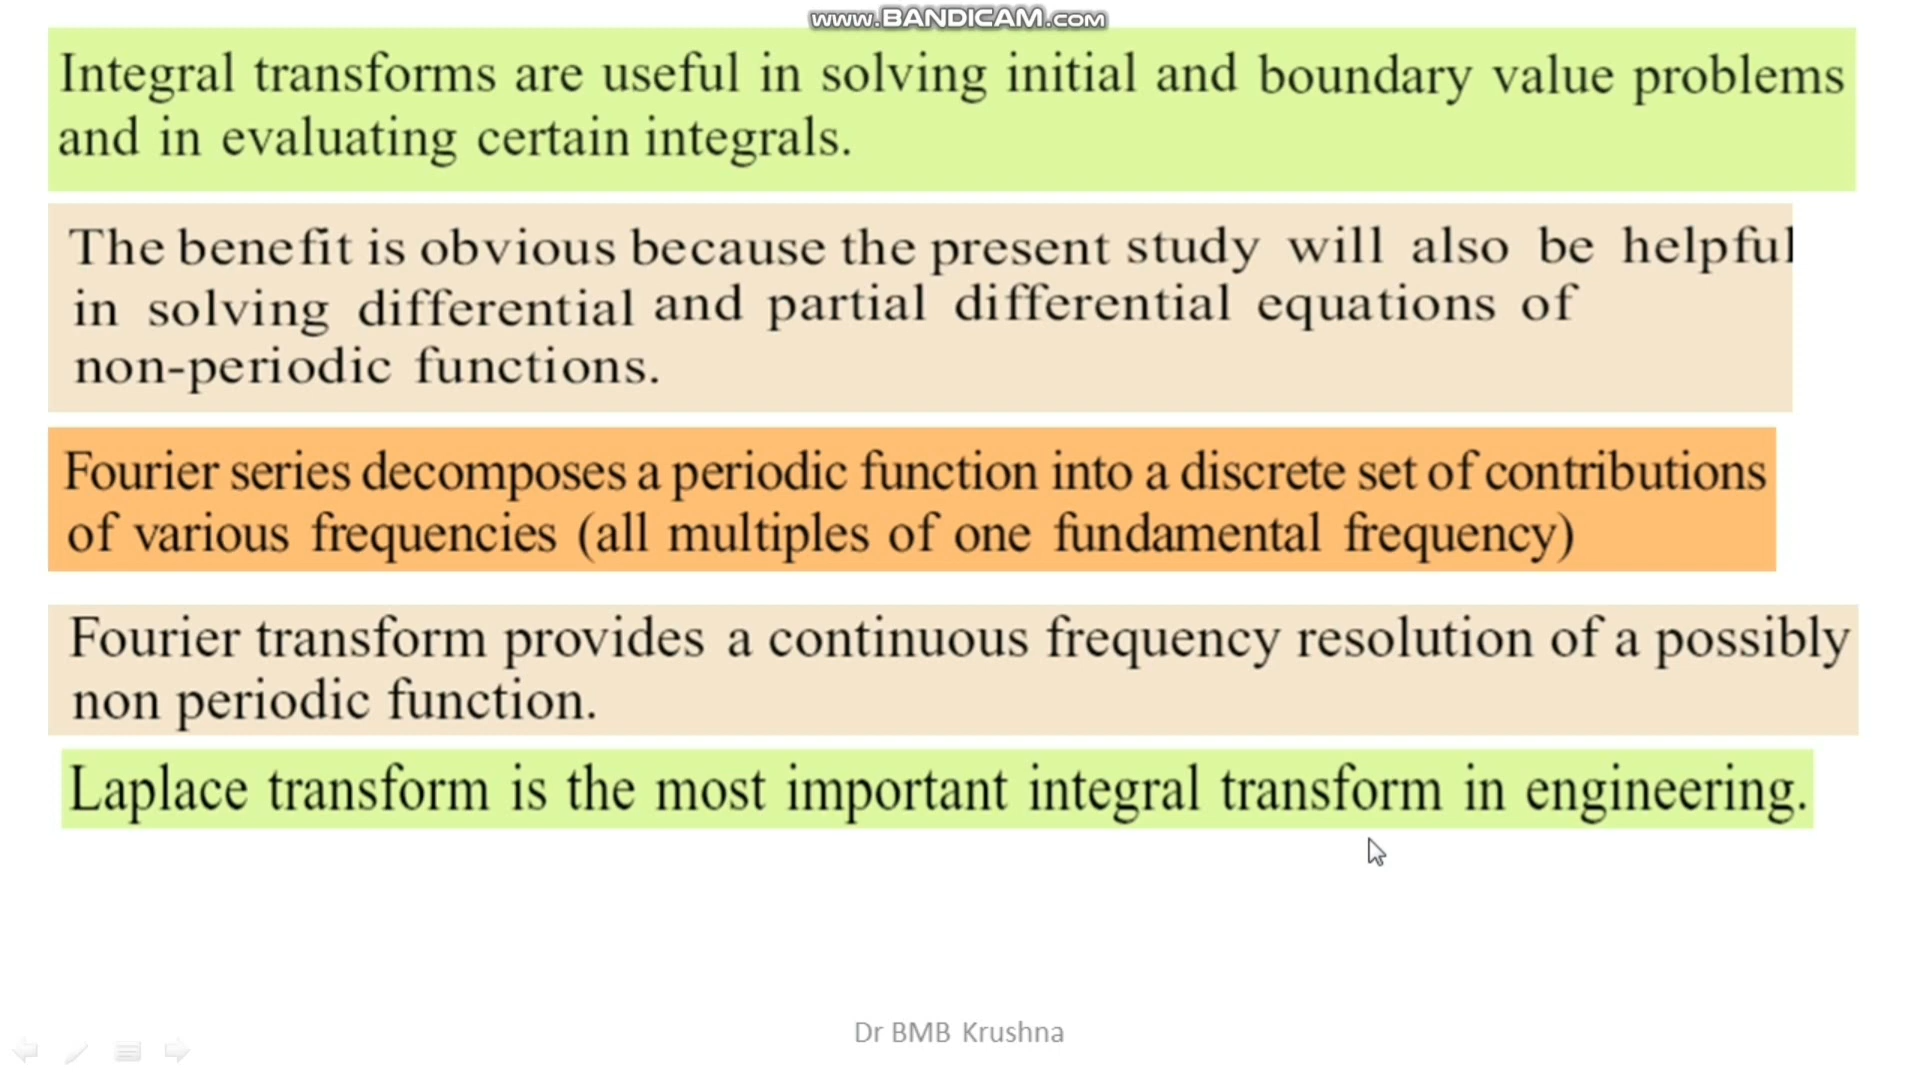 www.BANDICAM.com
Integral transforms are useful in solving initial and boundary value problems
and in evaluating certain integrals.
The benefit is obvious because the present study will also be helpful
in solving differential and partial differential equations of
non-periodic functions.
Fourier series decomposes a periodic function into a discrete set of contributions
of various frequencies (all multiples of one fundamental frequency)
Fourier transform provides a continuous frequency resolution of a possibly
non periodic function.
Laplace transform is the most important integral transform in engineering.
Dr BMB Krushna